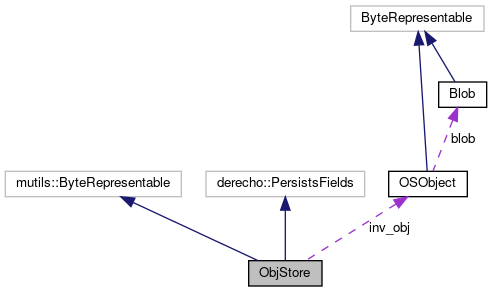 ByteRepresentable
Blob
blob
mutils::ByteRepresentable
derecho::PersistsFields
OSObject
inv_obj
ObjStore